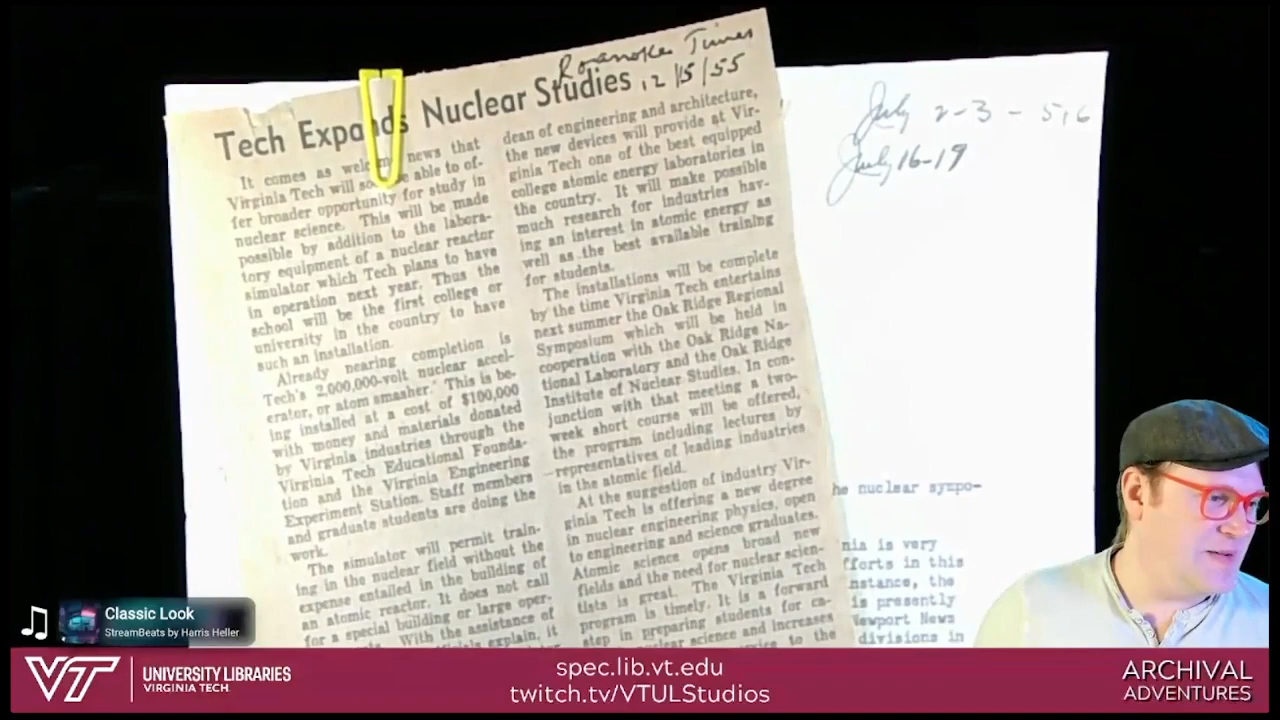 Roanoke Times
12/15/55
Tech Expands Nuclear Studies
It comes as welcome news that
Virginia Tech will soon be able to of-
fer broader opportunity for study in
nuclear science. This will be made
possible by addition to the labora-
tory equipment of a nuclear reactor
simulator which Tech plans to have
in operation next year. Thus the
school will be the first college or
university in the country to have
such an installation.
Already nearing completion is
Tech's 2,000,000-volt nuclear accel-
erator, or atom smasher. This is be-
ing installed at a cost of $100,000
with money and materials donated
by Virginia industries through the
Virginia Tech Educational Founda-
tion and the Virginia Engineering
Experiment Station. Staff members
and graduate students are doing the
work.
The simulator will permit train-
ing in the nuclear field without the
expense entailed in the building of
an atomic reactor. It does not call
for a special building or large oper-
With the assistance of
explain, it
dean of engineering and architecture,
the new devices will provide at Vir-
ginia Tech one of the best equipped
college atomic energy laboratories in
the country. It will make possible
much research for industries hav-
ing an interest in atomic energy as
well as the best available training
for students.
The installations will be complete
by the time Virginia Tech entertains
next summer the Oak Ridge Regional
Symposium which will be held in
cooperation with the Oak Ridge Na-
tional Laboratory and the Oak Ridge
Institute of Nuclear Studies. In con-
junction with that meeting a two-
week short course will be offered,
the program including lectures by
representatives of leading industries
in the atomic field.
At the suggestion of industry Vir-
ginia Tech is offering a new degree
in nuclear engineering physics, open
to engineering and science graduates.
Atomic science opens broad new
fields and the need for nuclear scien-
tists is great. The Virginia Tech
program is timely. It is a forward
step in preparing students for ca-
nuclear science and increases
to the
July 2-3-5,6
July 16-19
he nuclear sympo-
nia is very
fforts in this
nstance, the
is presently
Newport News
divisions in
Classic Look
StreamBeats by Harris Heller
VT UNIVERSITY LIBRARIES
VIRGINIA TECH.
spec.lib.vt.edu
twitch.tv/VTULStudios
ARCHIVAL
ADVENTURES